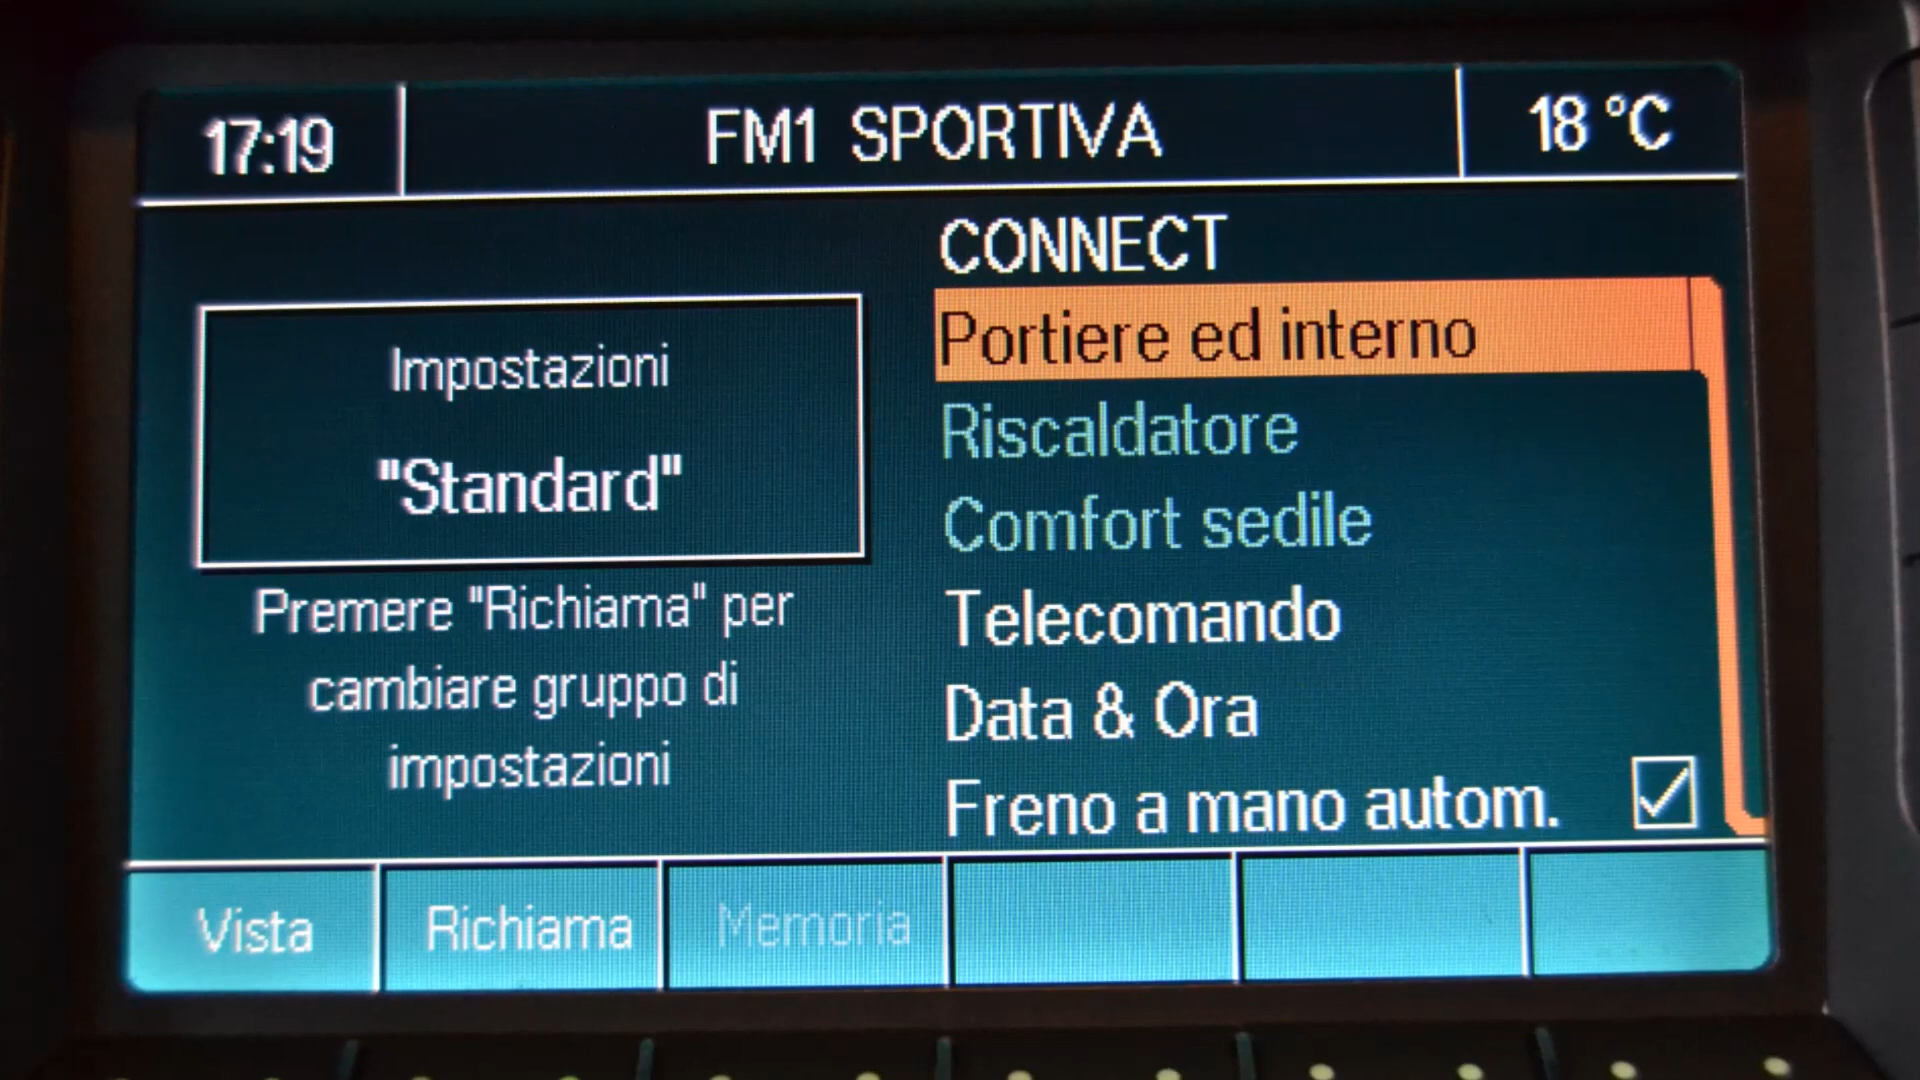 17:19
FM1 SPORTIVA
18 °C
Impostazioni
"Standard"
Premere "Richiama" per
cambiare gruppo di
impostazioni
CONNECT
Portiere ed interno
Riscaldatore
Comfort sedile
Telecomando
Data & Ora
Freno a mano autom.
Vista
Richiama
Memoria